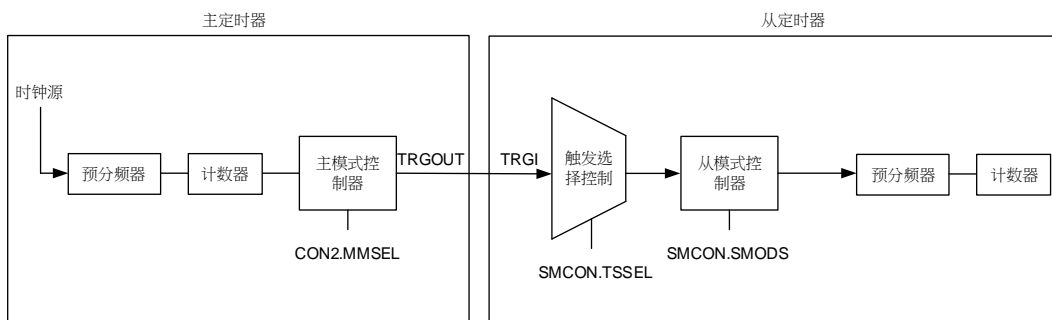 主定时器
从定时器
时钟源
预分频器
计数器
主模式控
制器
TRGOUT
TRGI
触发选
择控制
从模式控
制器
预分频器
计数器
CON2.MMSEL
SMCON.TSSEL
SMCON.SMODS